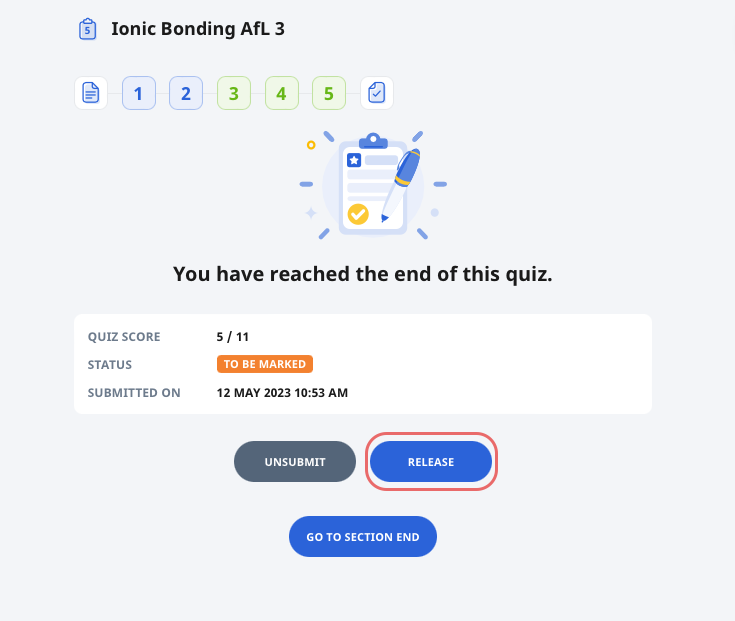 5
Ionic Bonding AfL 3
1 2 3 4 5
You have reached the end of this quiz.
QUIZ SCORE 5 / 11
STATUS TO BE MARKED
SUBMITTED ON 12 MAY 2023 10:53 AM
UNSUBMIT RELEASE
GO TO SECTION END